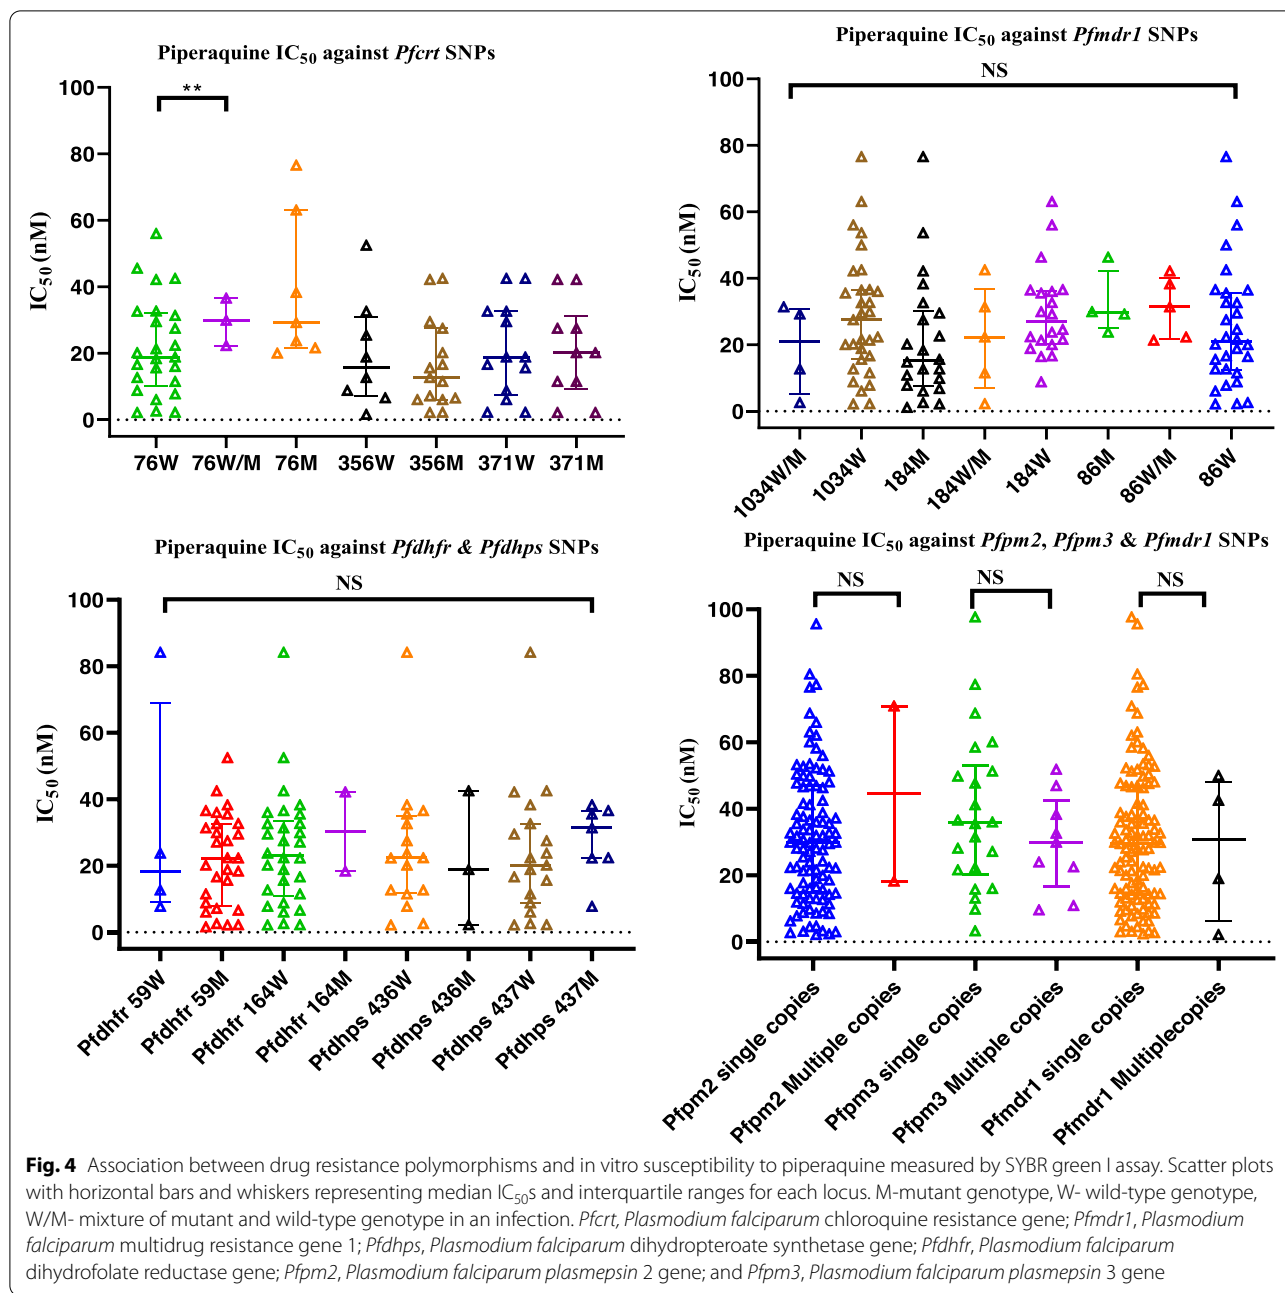 Piperaquine IC50 against Pfcrt SNPs
**
100
80
60
40
20
0
IC50 (nM)
76W 76W/M 76M 356W 356M 371W 371M
Piperaquine IC50 against Pfmdr1 SNPs
NS
100
80
60
40
20
0
IC50 (nM)
1034W/M 1034W 184M 184W/M 184W 86M 86W/M 86W
Piperaquine IC50 against Pfdhfr & Pfdhps SNPs
NS
100
80
60
40
20
0
IC50 (nM)
Pfdhfr 59W
Pfdhfr 59M
Pfdhfr 164W
Pfdhfr 164M
Pfdhps 436W
Pfdhps 436M
Pfdhps 437W
Pfdhps 437M
Piperaquine IC50 against Pfpm2, Pfpm3 & Pfmdr1 SNPs
NS NS NS
100
80
60
40
20
0
IC50 (nM)
Pfpm2 single copies
Pfpm2 Multiple copies
Pfpm3 single copies
Pfpm3 Multiple copies
Pfmdr1 single copies
Pfmdr1 Multiplecopies
Fig. 4 Association between drug resistance polymorphisms and in vitro susceptibility to piperaquine measured by SYBR green I assay. Scatter plots
with horizontal bars and whiskers representing median IC50s and interquartile ranges for each locus. M-mutant genotype, W- wild-type genotype,
W/M- mixture of mutant and wild-type genotype in an infection. Pfcrt, Plasmodium falciparum chloroquine resistance gene; Pfmdr1, Plasmodium
falciparum multidrug resistance gene 1; Pfdhps, Plasmodium falciparum dihydropteroate synthetase gene; Pfdhfr, Plasmodium falciparum
dihydrofolate reductase gene; Pfpm2, Plasmodium falciparum plasmepsin 2 gene; and Pfpm3, Plasmodium falciparum plasmepsin 3 gene